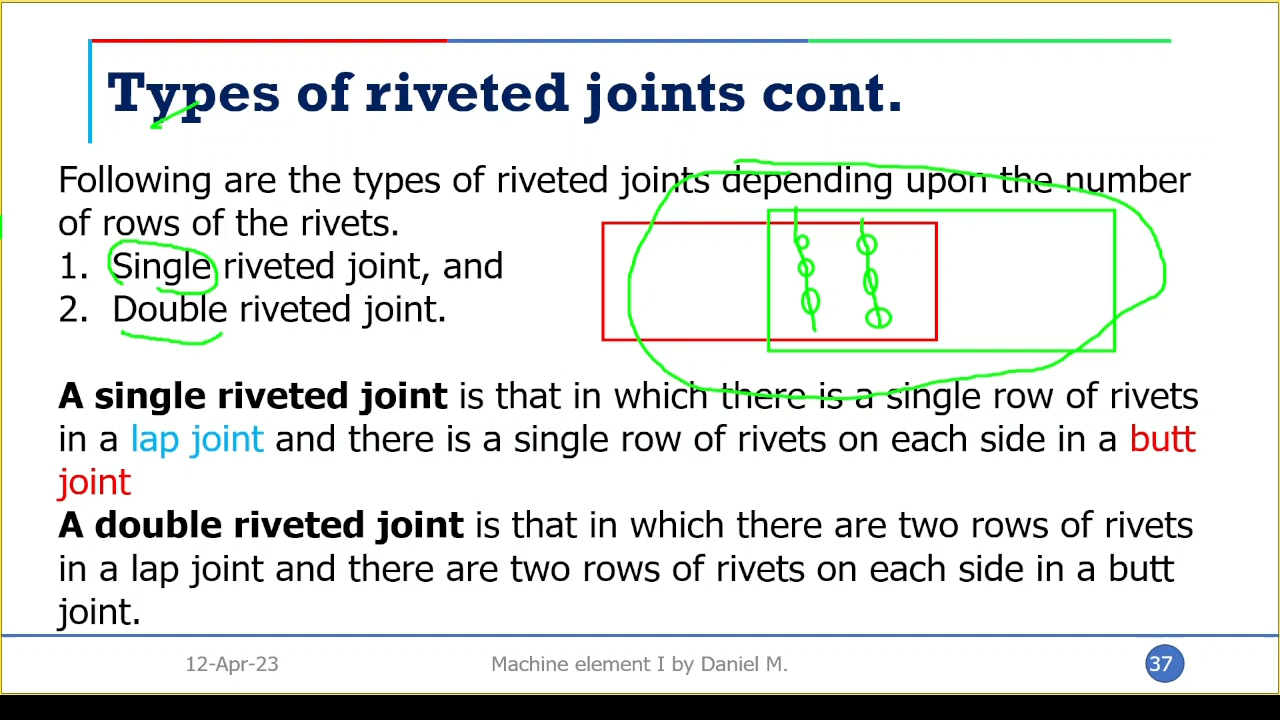 Types of riveted joints cont.
Following are the types of riveted joints depending upon the number
of rows of the rivets.
1. Single riveted joint, and
2. Double riveted joint.
A single riveted joint is that in which there is a single row of rivets
in a lap joint and there is a single row of rivets on each side in a butt
joint
A double riveted joint is that in which there are two rows of rivets
in a lap joint and there are two rows of rivets on each side in a butt
joint.
12-Apr-23 Machine element I by Daniel M. 37